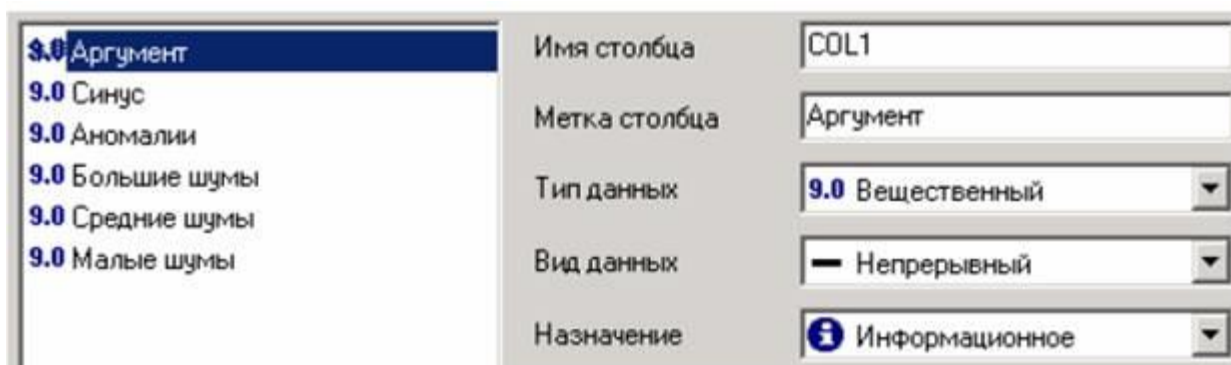 9.0 Аргумент
9.0 Синус
9.0 Аномалии
9.0 Большие шумы
9.0 Средние шумы
9.0 Малые шумы
Имя столбца COL1
Метка столбца Аргумент
Тип данных 9.0 Вещественный
Вид данных Непрерывный
Назначение Информационное